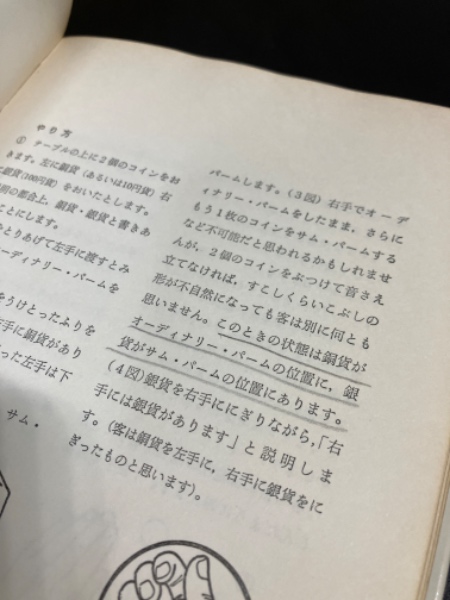 やり方
① テーブルの上に2個のコインをお
きます。左に銅貨(あるいは10円貨)右
銀貨(100円貨)をおいたとします。
の都合上、銅貨・銀貨と書きあ
ことにします。
とりあげて左手に渡すとみ
ーディナリー・パームを
をうけとったふりを
手に銅貨があり
った左手は下
サム・
パームします。(3図)右手でオーデ
ィナリー・パームをしたまま、さらに
もう1枚のコインをサム・パームする
など不可能だと思われるかもしれませ
んが、2個のコインをぶつけて音さえ
立てなければ、すこしくらいこぶしの
形が不自然になっても客は別に何とも
思いません。このときの状態は銅貨が
オーディナリー・パームの位置に、銀
貨がサム・パームの位置にあります。
(4図)銀貨を右手ににぎりながら、「右
手には銀貨があります」と説明しま
す。(客は銅貨を左手に、右手に銀貨をに
ぎったものと思います)。